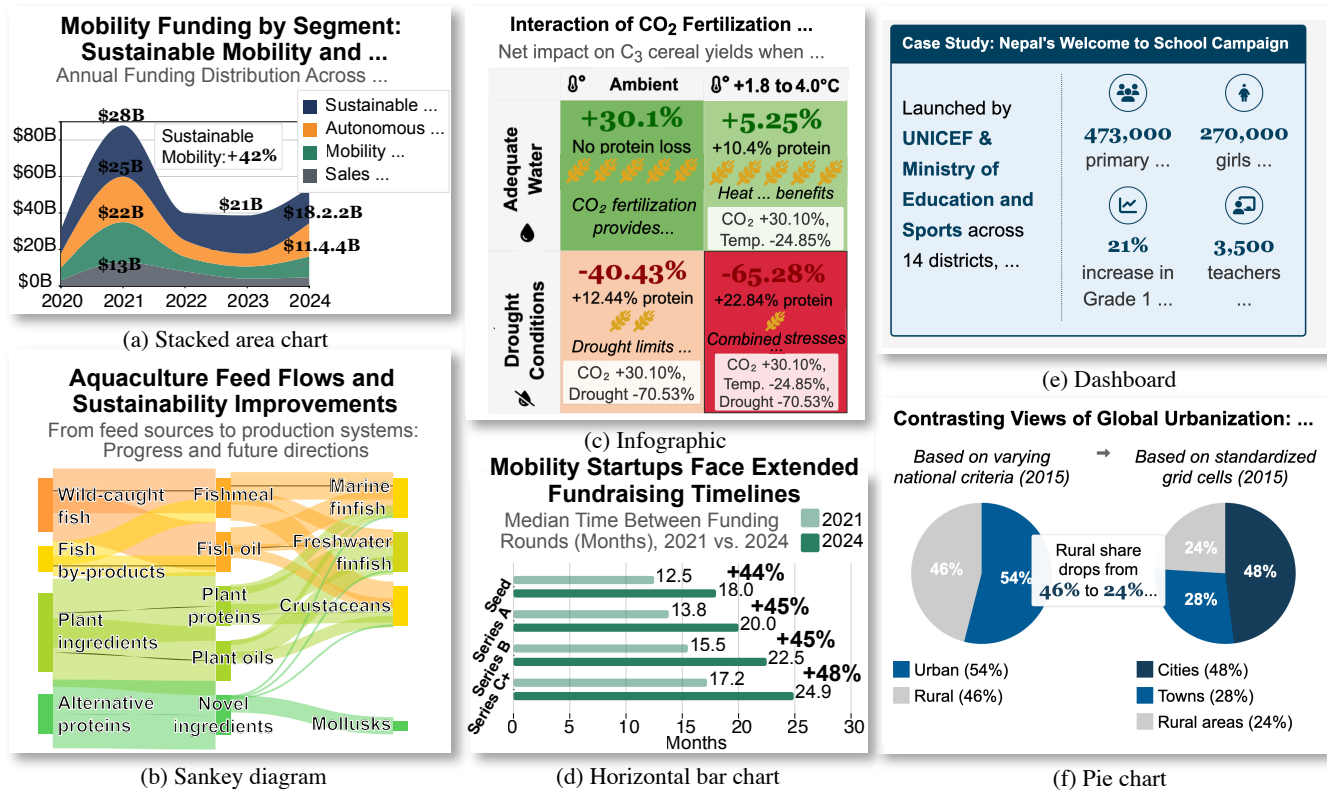 Mobility Funding by Segment:
Sustainable Mobility and ...
Annual Funding Distribution Across ...
Sustainable ...
Autonomous ...
Mobility ...
Sales ...
$28B
Sustainable
Mobility:+42%
$80B
$60B
$40B
$20B
$0B
$25B
$22B
$13B
$21B
$18.2.2B
$11.4.4B
2020 2021 2022 2023 2024
(a) Stacked area chart
Aquaculture Feed Flows and
Sustainability Improvements
From feed sources to production systems:
Progress and future directions
Wild-caught
fish
Fish
by-products
Plant
ingredients
Alternative
proteins
Fishmeal
Fish oil
Plant
proteins
Plant oils
Novel
ingredients
Marine
finfish
Freshwater
finfish
Crustaceans
Mollusks
(b) Sankey diagram
Interaction of CO₂ Fertilization ...
Net impact on C₃ cereal yields when ...
Ambient
+1.8 to 4.0°C
Adequate
Water
+30.1%
No protein loss
CO₂ fertilization
provides...
+5.25%
+10.4% protein
Heat ... benefits
CO₂ +30.10%,
Temp. -24.85%
Drought
Conditions
-40.43%
+12.44% protein
Drought limits ...
CO₂ +30.10%,
Drought -70.53%
-65.28%
+22.84% protein
Combined stresses
...
CO₂ +30.10%,
Temp. -24.85%,
Drought -70.53%
(c) Infographic
Mobility Startups Face Extended
Fundraising Timelines
Median Time Between Funding
Rounds (Months), 2021 vs. 2024
2021
2024
Seed
12.5
18.0
+44%
Series A
13.8
20.0
+45%
Series B
15.5
22.5
+45%
Series C+
17.2
24.9
+48%
0 5 10 15 20 25 30
Months
(d) Horizontal bar chart
Case Study: Nepal's Welcome to School Campaign
Launched by
UNICEF &
Ministry of
Education and
Sports across
14 districts, ...
473,000
primary ...
270,000
girls ...
21%
increase in
Grade 1 ...
3,500
teachers
...
(e) Dashboard
Contrasting Views of Global Urbanization: ...
Based on varying
national criteria (2015)
→
Based on standardized
grid cells (2015)
46%
54%
Rural share
drops from
46% to 24%...
24%
28%
48%
Urban (54%)
Rural (46%)
Cities (48%)
Towns (28%)
Rural areas (24%)
(f) Pie chart